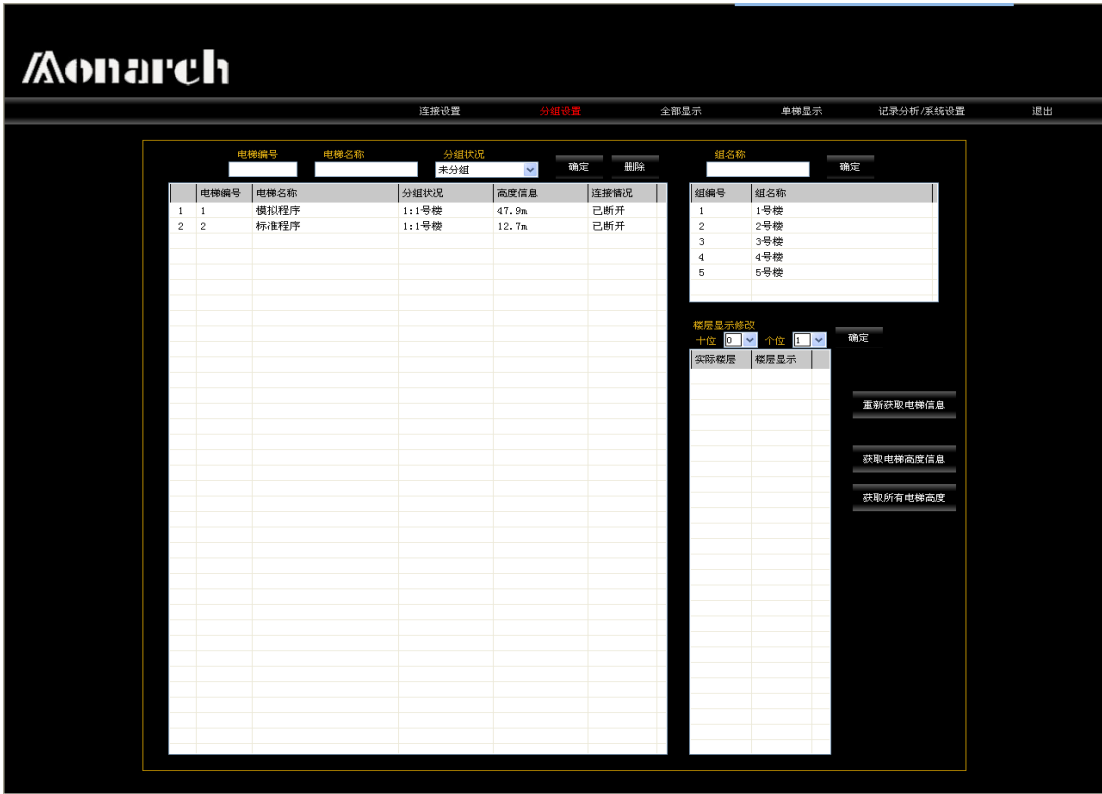 Monarch
连接设置 分组设置 全部显示 单梯显示 记录分析/系统设置 退出
电梯编号 电梯名称 分组状况 组名称
未分组 确定 删除 确定
电梯编号 电梯名称 分组状况 高度信息 连接情况
1 1 模拟程序 1:1号楼 47.9m 已断开
2 2 标准程序 1:1号楼 12.7m 已断开
组编号 组名称
1 1号楼
2 2号楼
3 3号楼
4 4号楼
5 5号楼
楼层显示修改
十位 0 个位 1 确定
实际楼层 楼层显示
重新获取电梯信息
获取电梯高度信息
获取所有电梯高度